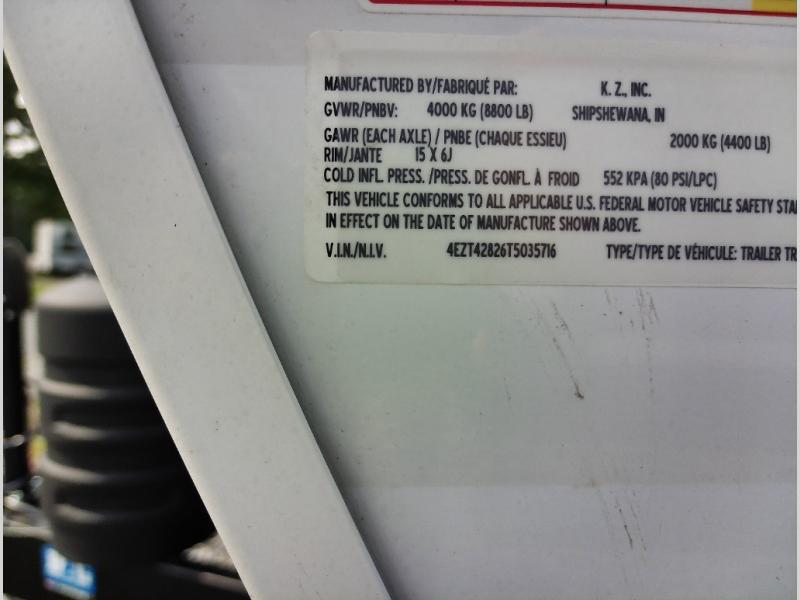 MANUFACTURED BY/FABRIQUÉ PAR: K. Z., INC.
GVWR/PNBV: 4000 KG (8800 LB) SHIPSHEWANA, IN
GAWR (EACH AXLE) / PNBE (CHAQUE ESSIEU) 2000 KG (4400 LB)
RIM/JANTE 15 X 6J
COLD INFL. PRESS. /PRESS. DE GONFL. À FROID 552 KPA (80 PSI/LPC)
THIS VEHICLE CONFORMS TO ALL APPLICABLE U.S. FEDERAL MOTOR VEHICLE SAFETY STA
IN EFFECT ON THE DATE OF MANUFACTURE SHOWN ABOVE.
V.I.N./N.I.V. 4EZT42826T5035716 TYPE/TYPE DE VÉHICULE: TRAILER TR